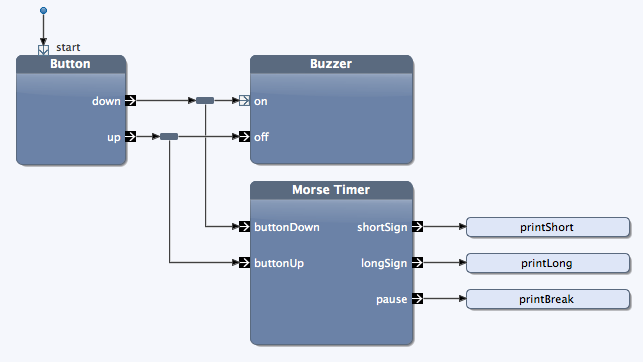 start
Button
down
up
Buzzer
on
off
Morse Timer
buttonDown
shortSign
buttonUp
longSign
pause
printShort
printLong
printBreak